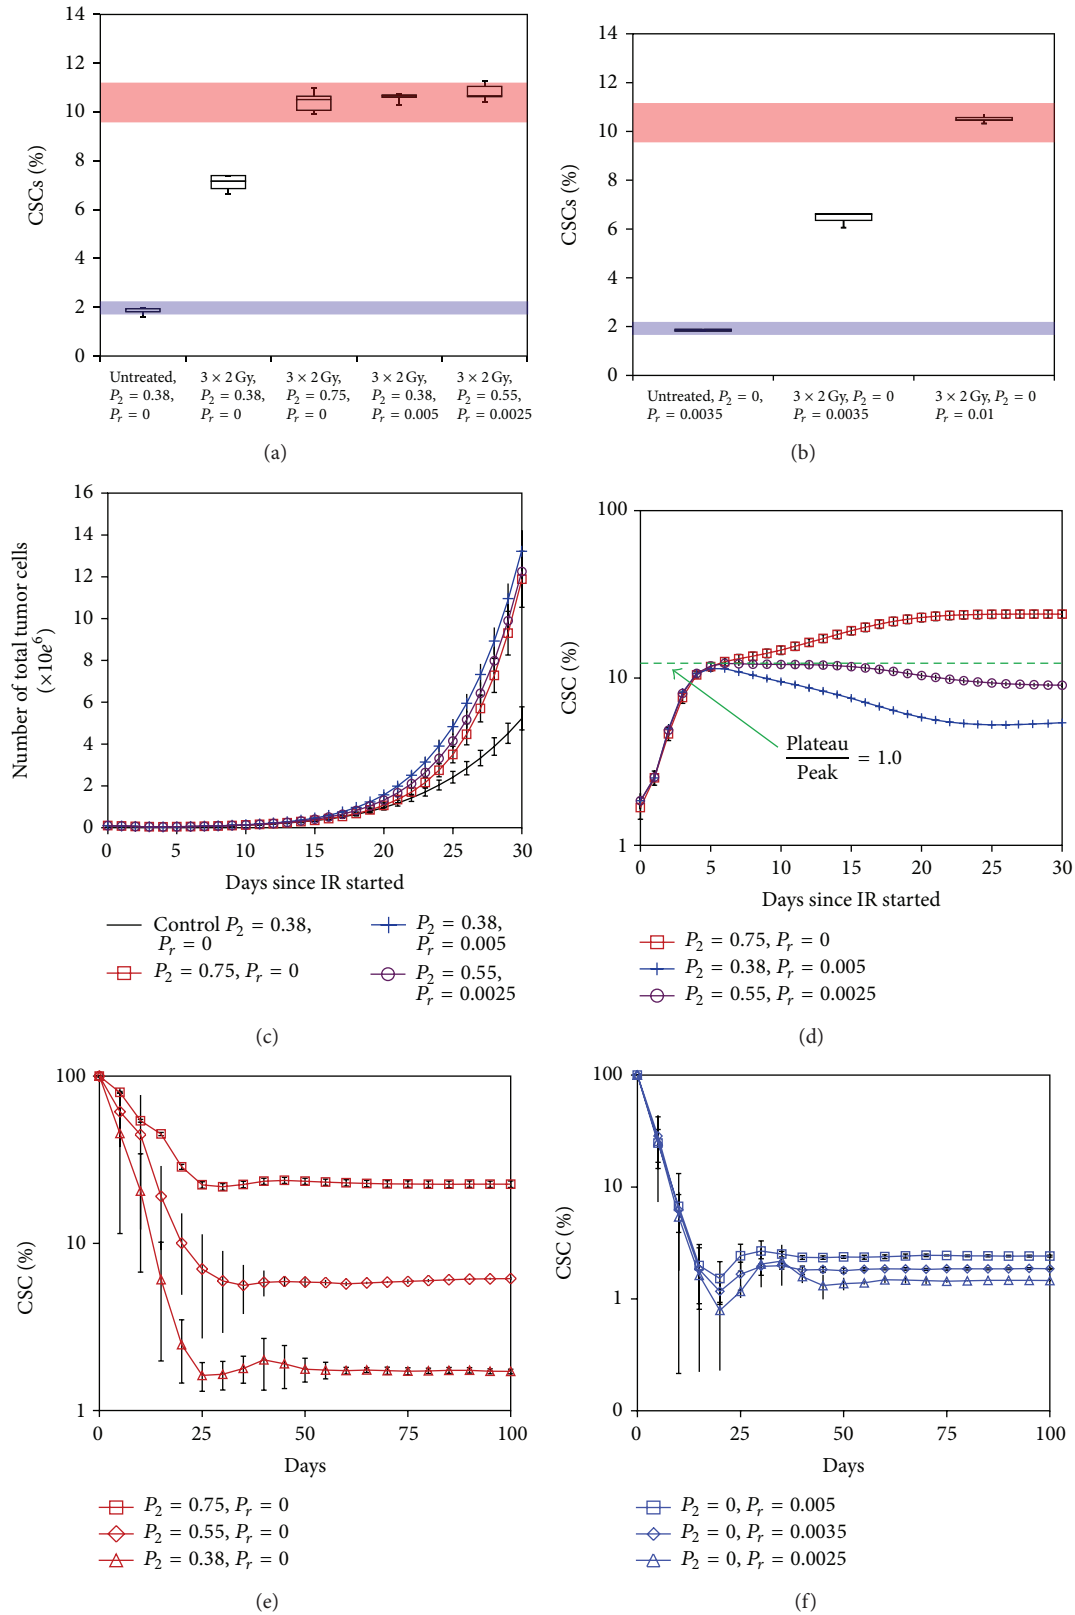 14
12
10
8
6
4
2
0
CSCs (%)
Untreated,
P2 = 0.38,
Pr = 0
3 × 2 Gy,
P2 = 0.38,
Pr = 0
3 × 2 Gy,
P2 = 0.75,
Pr = 0
3 × 2 Gy,
P2 = 0.38,
Pr = 0.005
3 × 2 Gy,
P2 = 0.55,
Pr = 0.0025
(a)
14
12
10
8
6
4
2
0
CSCs (%)
Untreated, P2 = 0,
Pr = 0.0035
3 × 2 Gy, P2 = 0
Pr = 0.0035
3 × 2 Gy, P2 = 0
Pr = 0.01
(b)
16
14
12
10
8
6
4
2
0
Number of total tumor cells
(×10e⁶)
0 5 10 15 20 25 30
Days since IR started
Control P2 = 0.38,
Pr = 0
P2 = 0.75, Pr = 0
P2 = 0.38,
Pr = 0.005
P2 = 0.55,
Pr = 0.0025
(c)
100
10
1
CSC (%)
Plateau
Peak
= 1.0
0 5 10 15 20 25 30
Days since IR started
P2 = 0.75, Pr = 0
P2 = 0.38, Pr = 0.005
P2 = 0.55, Pr = 0.0025
(d)
100
10
1
CSC (%)
0 25 50 75 100
Days
P2 = 0.75, Pr = 0
P2 = 0.55, Pr = 0
P2 = 0.38, Pr = 0
(e)
100
10
1
0
CSC (%)
0 25 50 75 100
Days
P2 = 0, Pr = 0.005
P2 = 0, Pr = 0.0035
P2 = 0, Pr = 0.0025
(f)